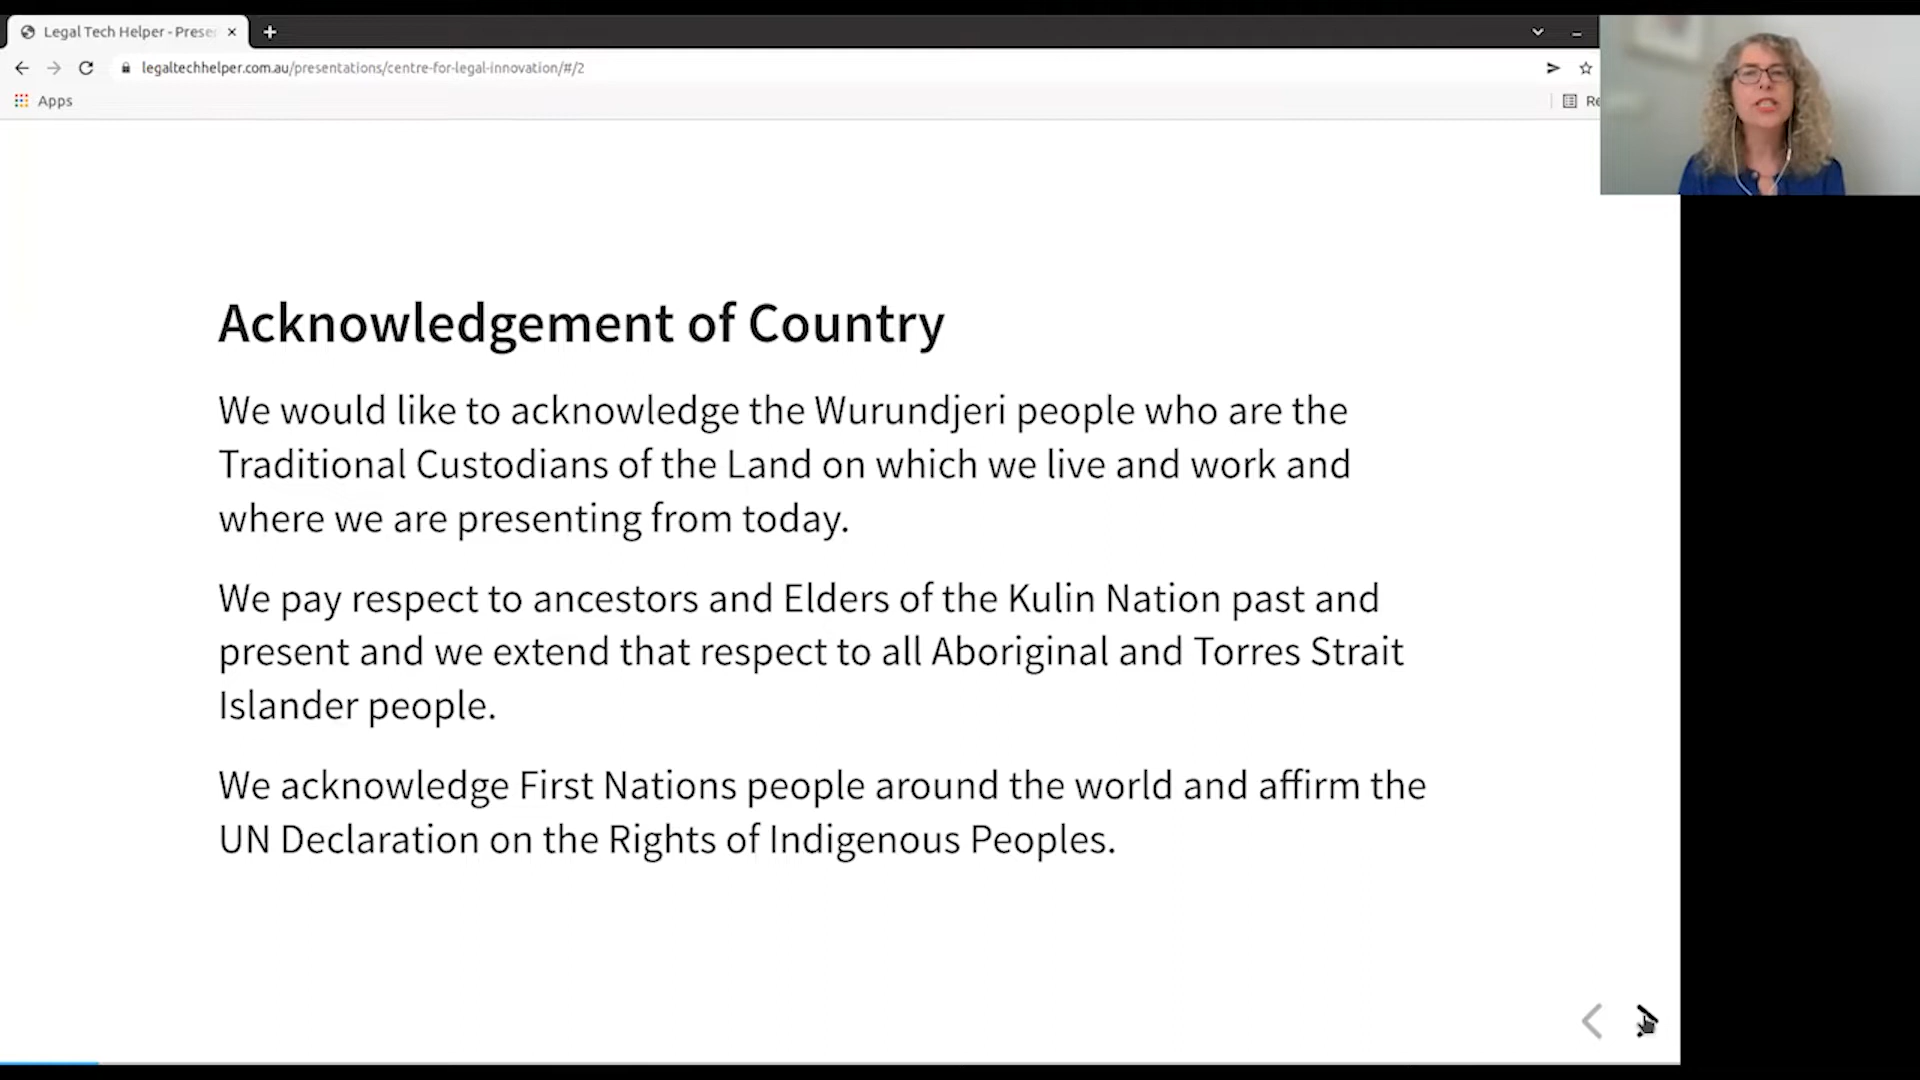 Legal Tech Helper - Prese
legaltechhelper.com.au/presentations/centre-for-legal-innovation/#/2
Apps
Re
Acknowledgement of Country
We would like to acknowledge the Wurundjeri people who are the
Traditional Custodians of the Land on which we live and work and
where we are presenting from today.
We pay respect to ancestors and Elders of the Kulin Nation past and
present and we extend that respect to all Aboriginal and Torres Strait
Islander people.
We acknowledge First Nations people around the world and affirm the
UN Declaration on the Rights of Indigenous Peoples.